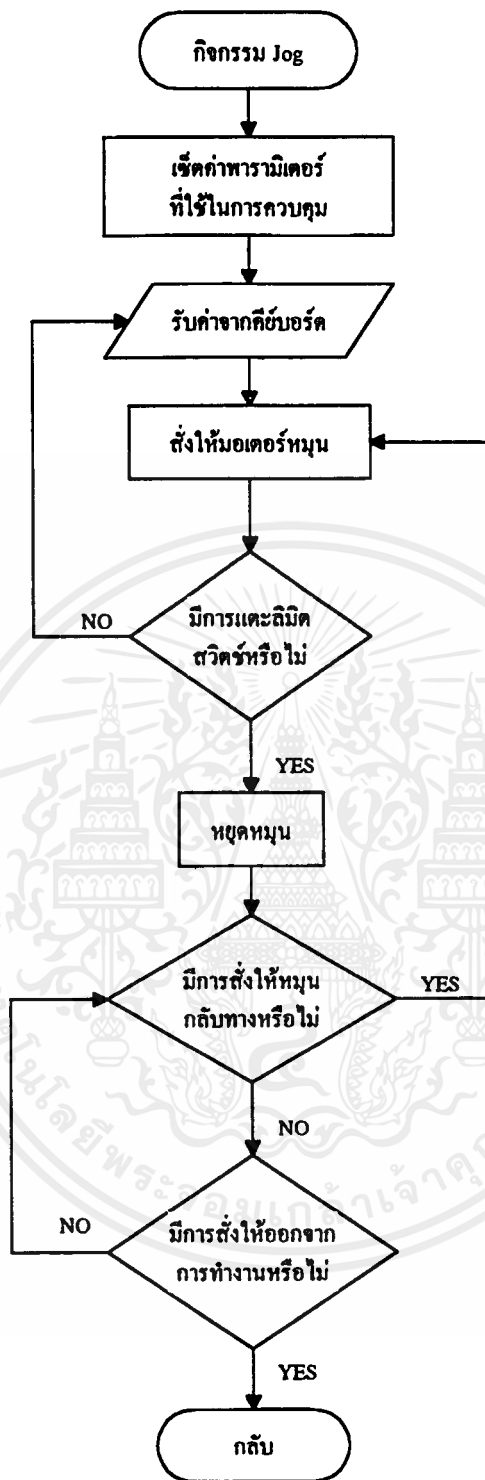 กิจกรรม Jog
เซ็ตค่าพารามิเตอร์
ที่ใช้ในการควบคุม
รับค่าจากคีย์บอร์ด
สั่งให้มอเตอร์หมุน
มีการแตะลิมิต
สวิตช์หรือไม่
NO
YES
หยุดหมุน
มีการสั่งให้หมุน
กลับทางหรือไม่
YES
NO
มีการสั่งให้ออกจาก
การทำงานหรือไม่
NO
YES
กลับ